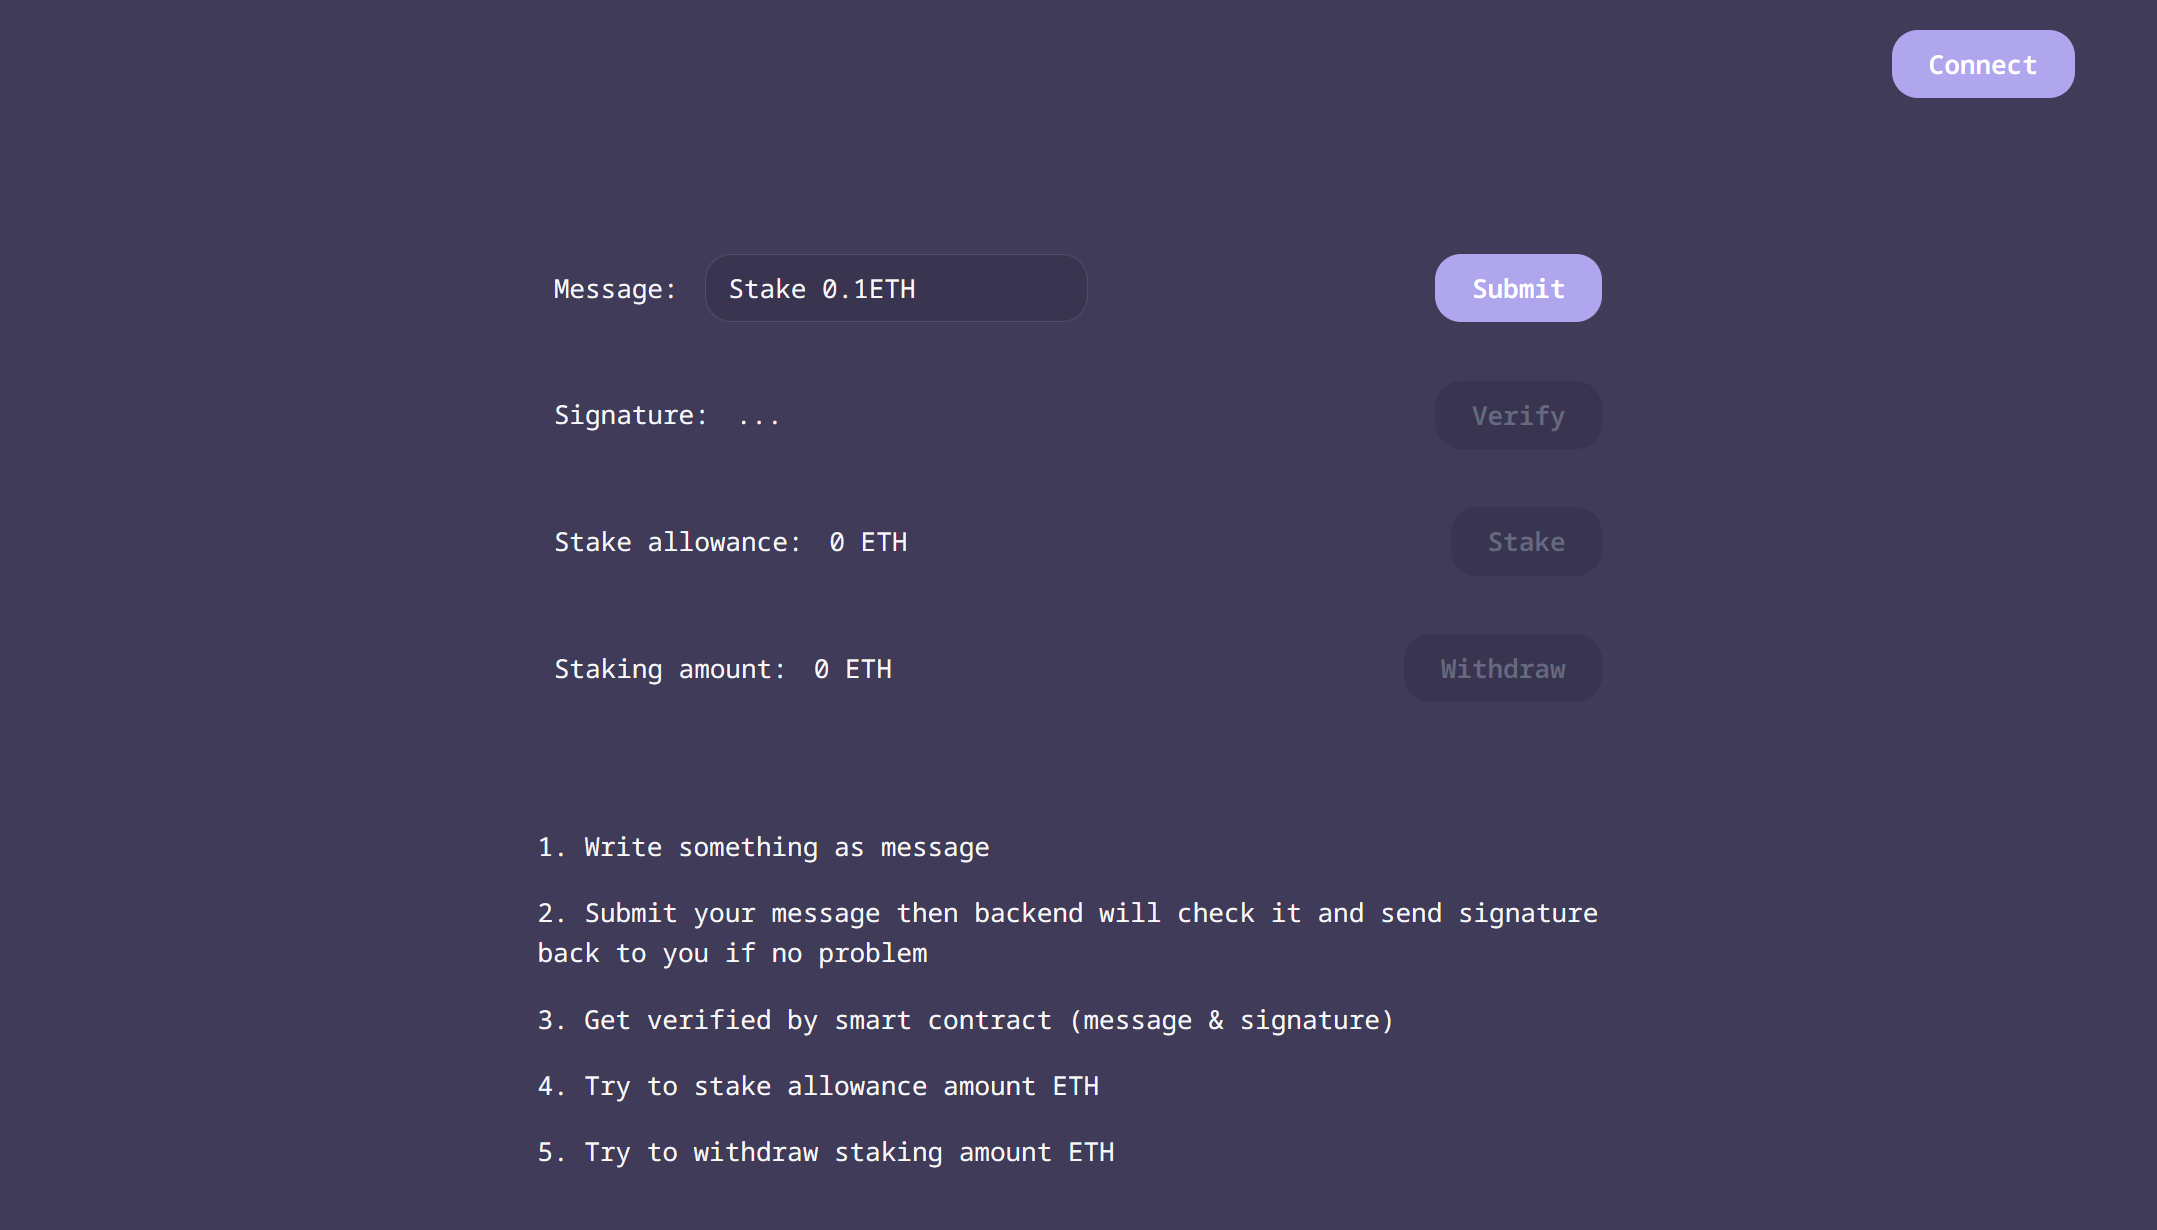 Connect
Message: Stake 0.1ETH Submit
Signature: ... Verify
Stake allowance: 0 ETH Stake
Staking amount: 0 ETH Withdraw
1. Write something as message
2. Submit your message then backend will check it and send signature
back to you if no problem
3. Get verified by smart contract (message & signature)
4. Try to stake allowance amount ETH
5. Try to withdraw staking amount ETH